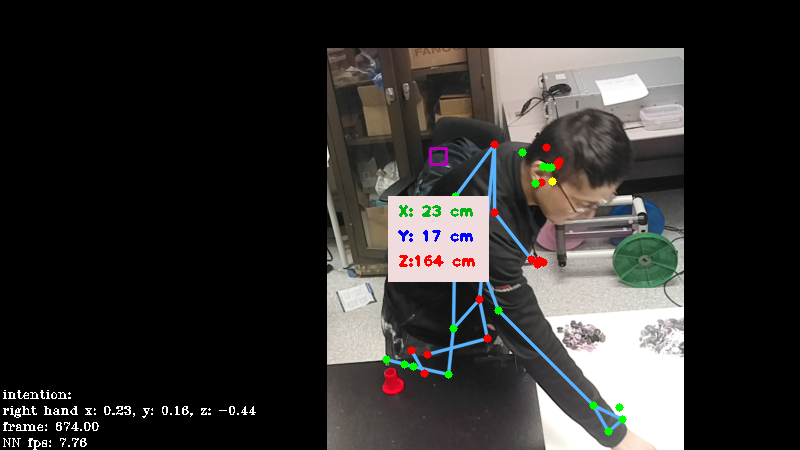 FANUC
X: 23 cm
Y: 17 cm
Z:164 cm
intention:
right hand x: 0.23, y: 0.16, z: -0.44
frame: 674.00
NN fps: 7.76